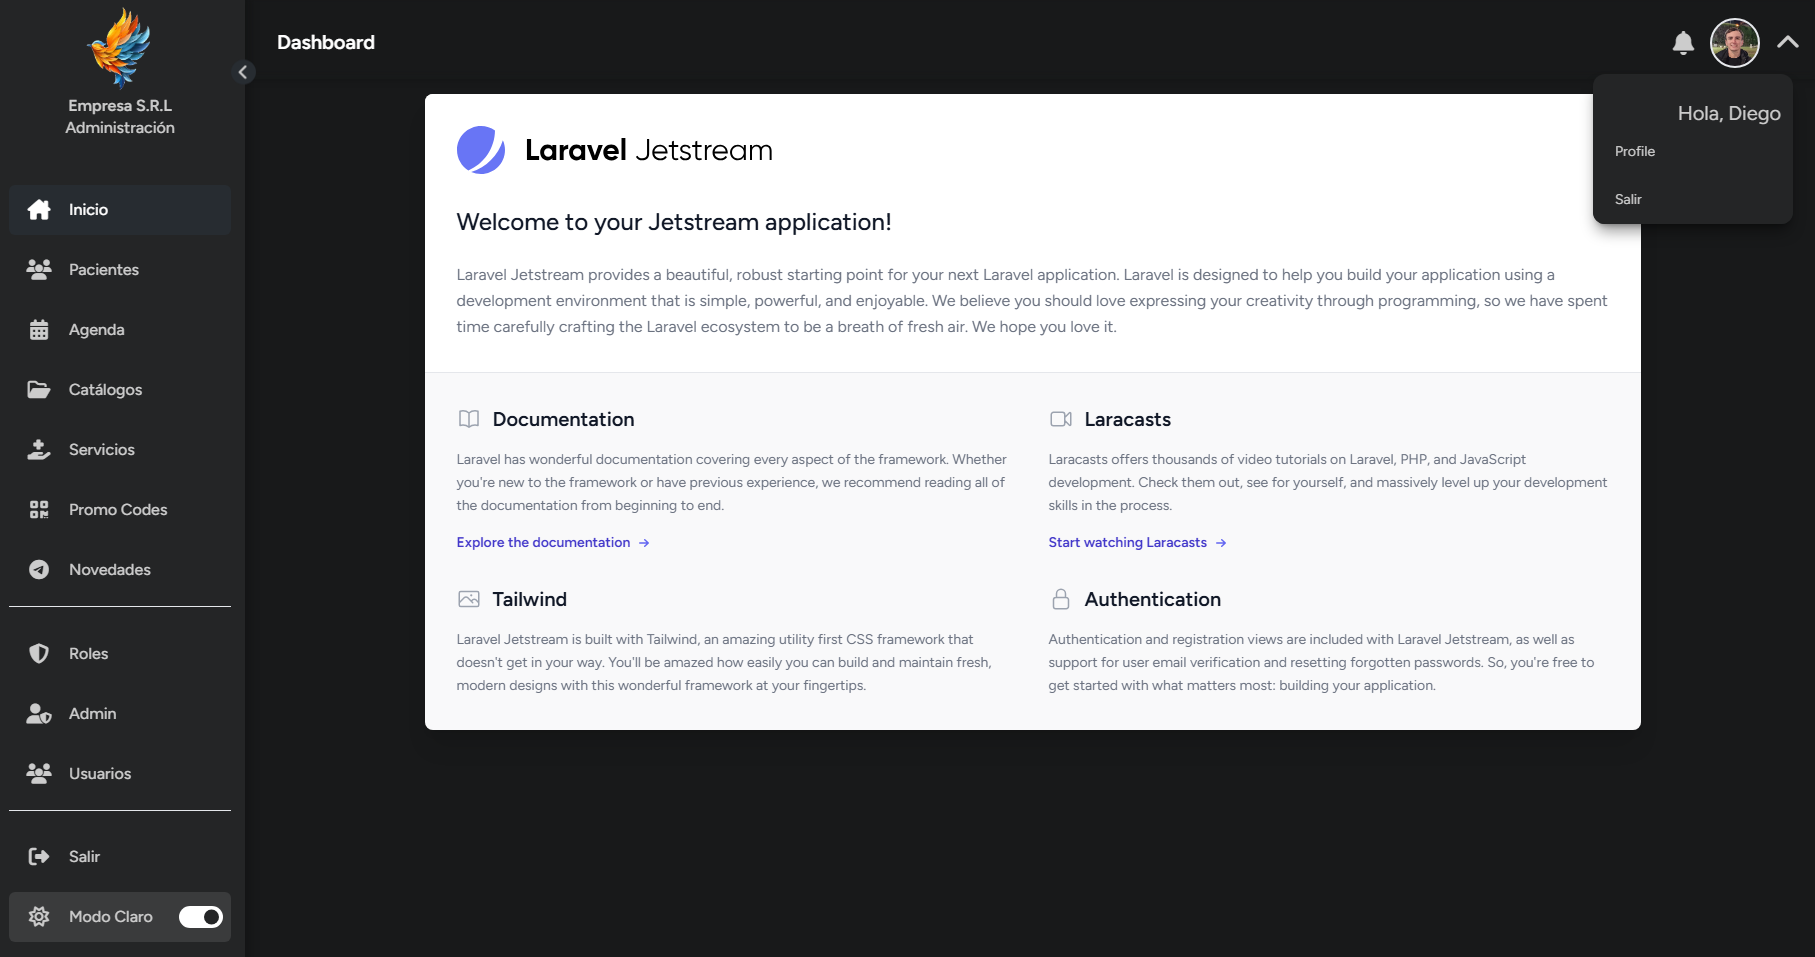 Empresa S.R.L
Administración
Inicio
Pacientes
Agenda
Catálogos
Servicios
Promo Codes
Novedades
Roles
Admin
Usuarios
Salir
Modo Claro
Dashboard
Hola, Diego
Profile
Salir
Laravel Jetstream
Welcome to your Jetstream application!
Laravel Jetstream provides a beautiful, robust starting point for your next Laravel application. Laravel is designed to help you build your application using a
development environment that is simple, powerful, and enjoyable. We believe you should love expressing your creativity through programming, so we have spent
time carefully crafting the Laravel ecosystem to be a breath of fresh air. We hope you love it.
Documentation
Laravel has wonderful documentation covering every aspect of the framework. Whether
you're new to the framework or have previous experience, we recommend reading all of
the documentation from beginning to end.
Explore the documentation →
Laracasts
Laracasts offers thousands of video tutorials on Laravel, PHP, and JavaScript
development. Check them out, see for yourself, and massively level up your development
skills in the process.
Start watching Laracasts →
Tailwind
Laravel Jetstream is built with Tailwind, an amazing utility first CSS framework that
doesn't get in your way. You'll be amazed how easily you can build and maintain fresh,
modern designs with this wonderful framework at your fingertips.
Authentication
Authentication and registration views are included with Laravel Jetstream, as well as
support for user email verification and resetting forgotten passwords. So, you're free to
get started with what matters most: building your application.